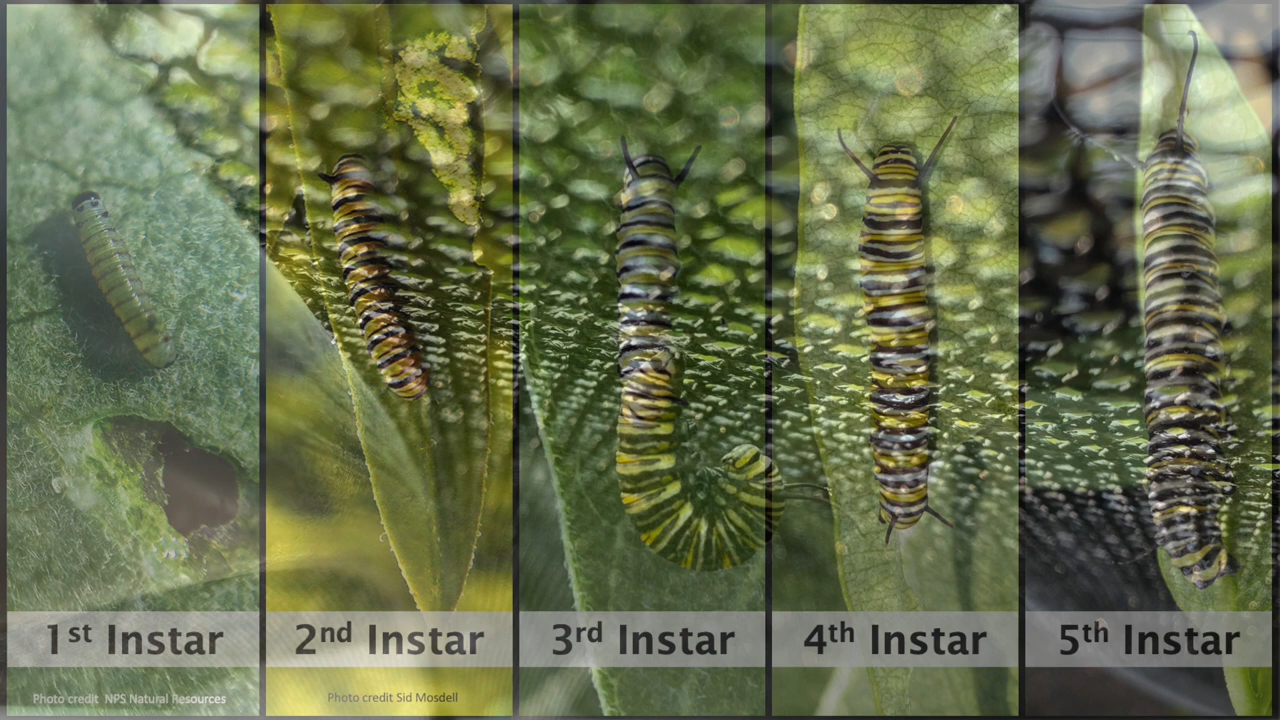 1st Instar
2nd Instar
3rd Instar
4th Instar
5th Instar
Photo credit NPS Natural Resources
Photo credit Sid Mosdell